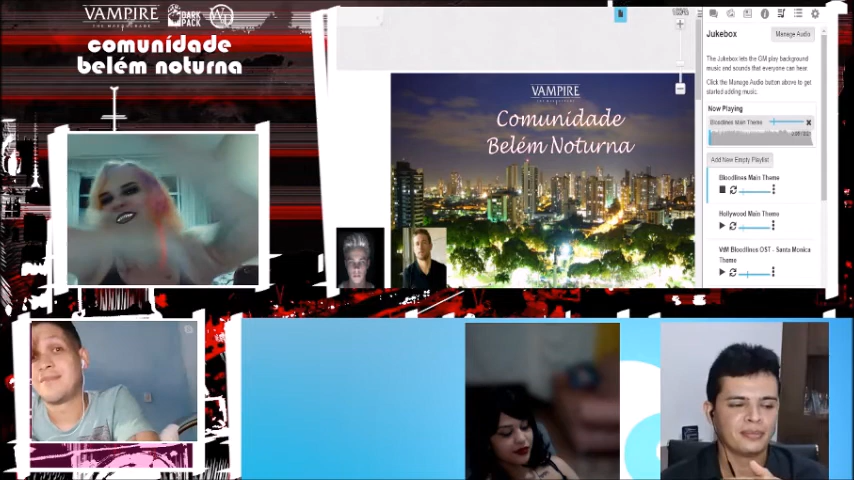 VAMPIRE
DARK PACK
comunidade
belém noturna
VAMPIRE
Comunidade
Belém Noturna
Jukebox
Manage Audio
The Jukebox lets the GM play background
music and sounds that everyone can hear.
Click the Manage Audio button above to get
started adding music.
Now Playing
Bloodlines Main Theme
Add New Empty Playlist
Bloodlines Main Theme
Hollywood Main Theme
VtM Bloodlines OST - Santa Monica
Theme